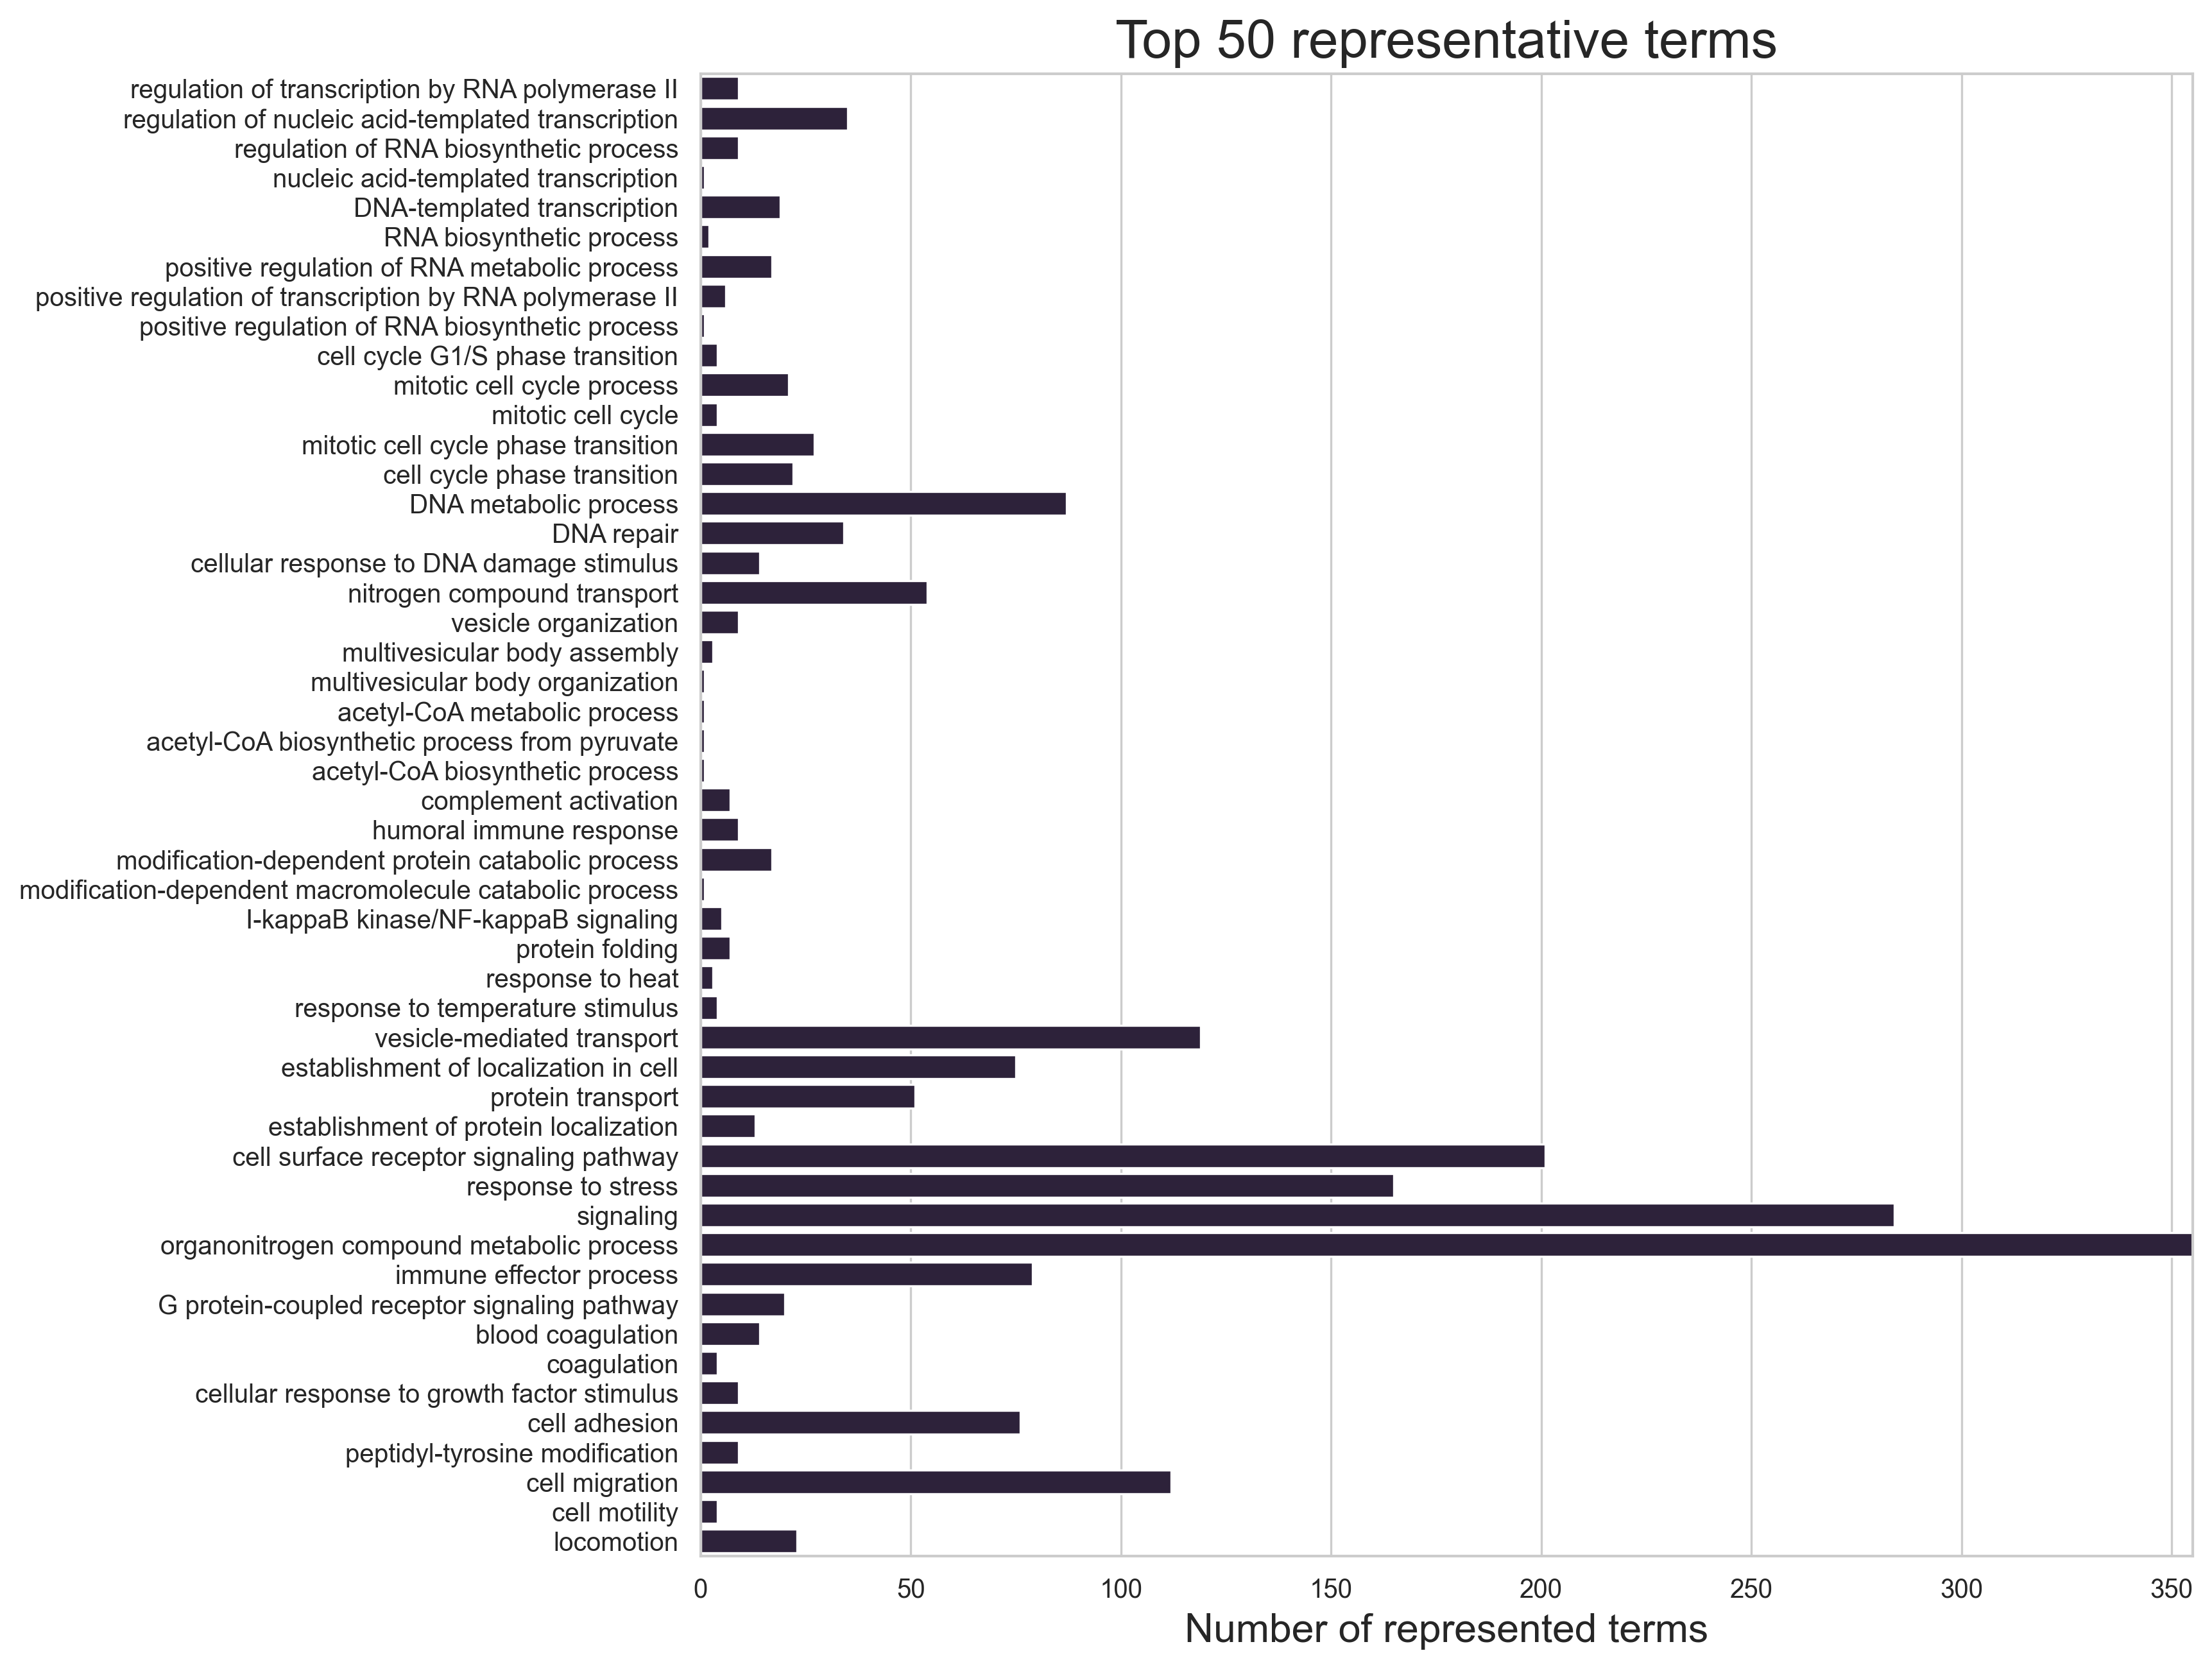 Top 50 representative terms
regulation of transcription by RNA polymerase II
regulation of nucleic acid-templated transcription
regulation of RNA biosynthetic process
nucleic acid-templated transcription
DNA-templated transcription
RNA biosynthetic process
positive regulation of RNA metabolic process
positive regulation of transcription by RNA polymerase II
positive regulation of RNA biosynthetic process
cell cycle G1/S phase transition
mitotic cell cycle process
mitotic cell cycle
mitotic cell cycle phase transition
cell cycle phase transition
DNA metabolic process
DNA repair
cellular response to DNA damage stimulus
nitrogen compound transport
vesicle organization
multivesicular body assembly
multivesicular body organization
acetyl-CoA metabolic process
acetyl-CoA biosynthetic process from pyruvate
acetyl-CoA biosynthetic process
complement activation
humoral immune response
modification-dependent protein catabolic process
modification-dependent macromolecule catabolic process
I-kappaB kinase/NF-kappaB signaling
protein folding
response to heat
response to temperature stimulus
vesicle-mediated transport
establishment of localization in cell
protein transport
establishment of protein localization
cell surface receptor signaling pathway
response to stress
signaling
organonitrogen compound metabolic process
immune effector process
G protein-coupled receptor signaling pathway
blood coagulation
coagulation
cellular response to growth factor stimulus
cell adhesion
peptidyl-tyrosine modification
cell migration
cell motility
locomotion
0 50 100 150 200 250 300 350
Number of represented terms